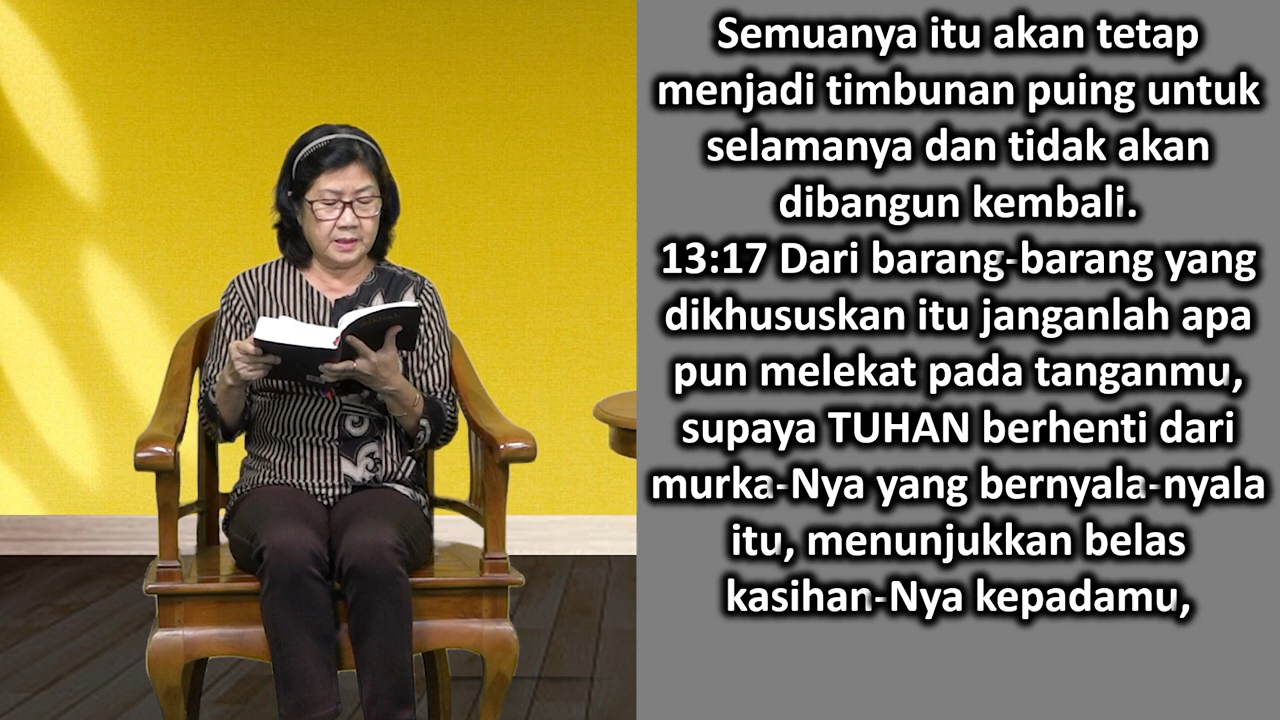 Semuanya itu akan tetap
menjadi timbunan puing untuk
selamanya dan tidak akan
dibangun kembali.
13:17 Dari barang-barang yang
dikhususkan itu janganlah apa
pun melekat pada tanganmu,
supaya TUHAN berhenti dari
murka-Nya yang bernyala-nyala
itu, menunjukkan belas
kasihan-Nya kepadamu,